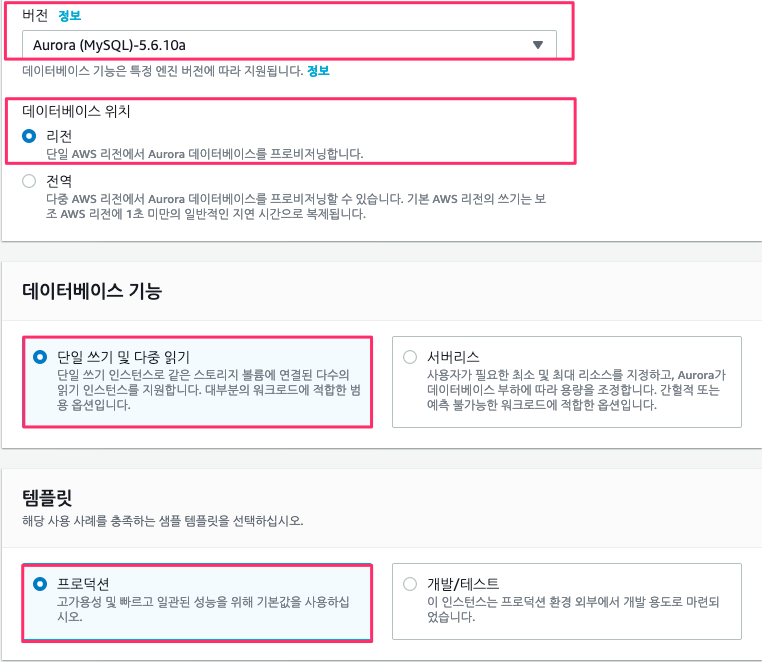 버전 정보
Aurora (MySQL)-5.6.10a
데이터베이스 기능은 특정 엔진 버전에 따라 지원됩니다. 정보
데이터베이스 위치
리전
단일 AWS 리전에서 Aurora 데이터베이스를 프로비저닝합니다.
전역
다중 AWS 리전에서 Aurora 데이터베이스를 프로비저닝할 수 있습니다. 기본 AWS 리전의 쓰기는 보
조 AWS 리전에 1초 미만의 일반적인 지연 시간으로 복제됩니다.
데이터베이스 기능
단일 쓰기 및 다중 읽기
단일 쓰기 인스턴스로 같은 스토리지 볼륨에 연결된 다수의
읽기 인스턴스를 지원합니다. 대부분의 워크로드에 적합한 범
용 옵션입니다.
서버리스
사용자가 필요한 최소 및 최대 리소스를 지정하고, Aurora가
데이터베이스 부하에 따라 용량을 조정합니다. 간헐적 또는
예측 불가능한 워크로드에 적합한 옵션입니다.
템플릿
해당 사용 사례를 충족하는 샘플 템플릿을 선택하십시오.
프로덕션
고가용성 및 빠르고 일관된 성능을 위해 기본값을 사용하십
시오.
개발/테스트
이 인스턴스는 프로덕션 환경 외부에서 개발 용도로 마련되
었습니다.